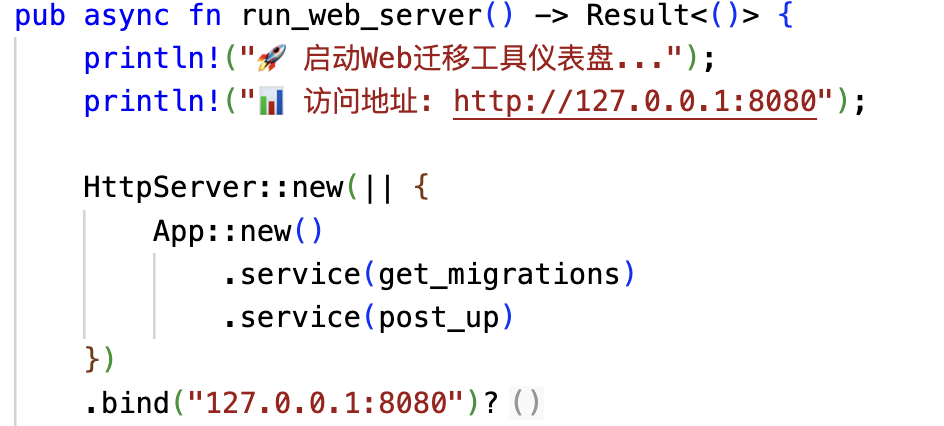 pub async fn run_web_server() -> Result<()> {
println!("🚀 启动Web迁移工具仪表盘...");
println!("📊 访问地址: http://127.0.0.1:8080");
HttpServer::new(|| {
App::new()
.service(get_migrations)
.service(post_up)
})
.bind("127.0.0.1:8080")? ()